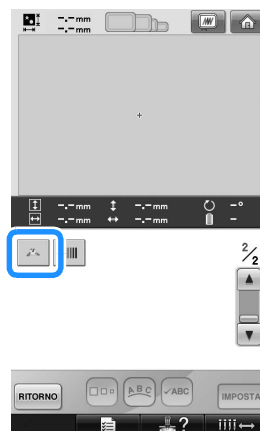 -.- mm
-.- mm
-.- mm -.- mm -°
-.- mm -.- mm -
2/2
RITORNO ABC ✓ABC IMPOSTA
?